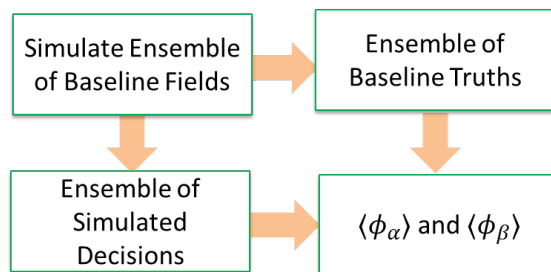 Simulate Ensemble
of Baseline Fields
Ensemble of
Baseline Truths
Ensemble of
Simulated
Decisions
⟨ϕ_α⟩ and ⟨ϕ_β⟩